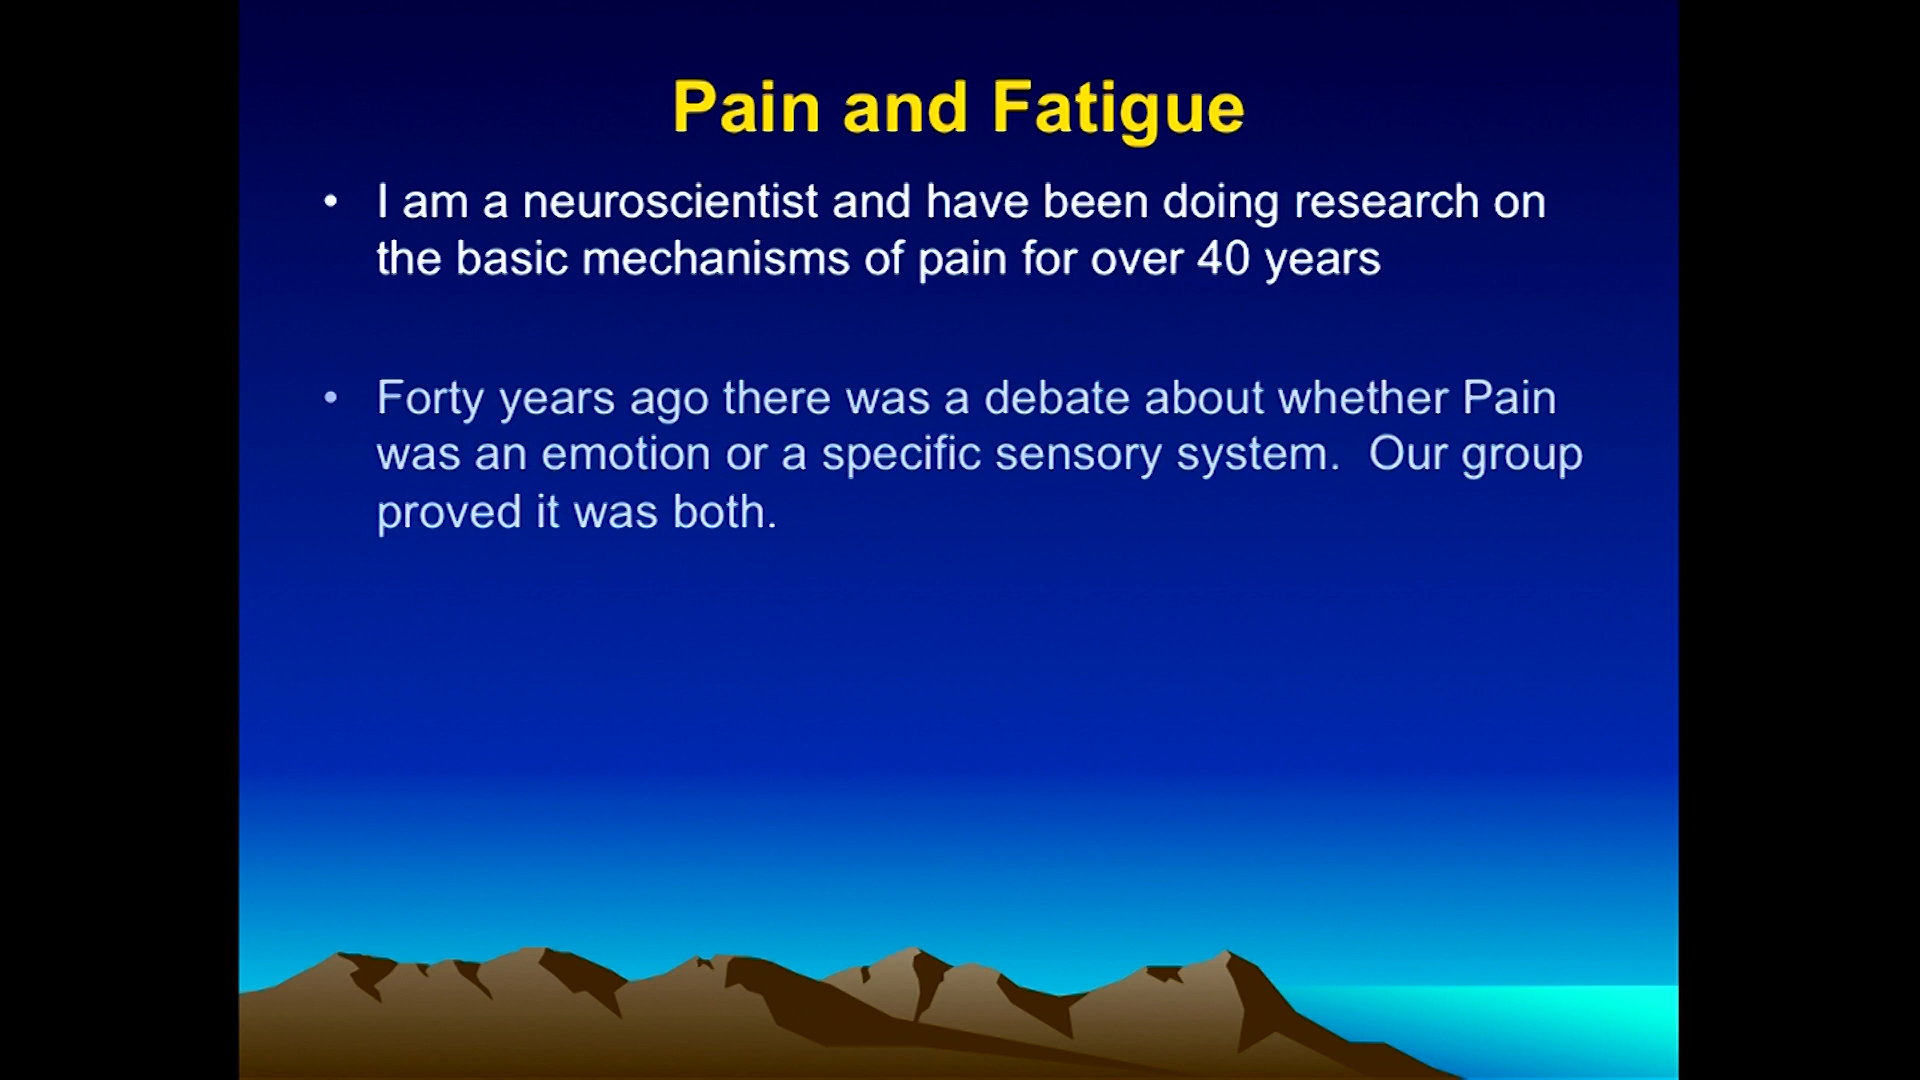 Pain and Fatigue
• I am a neuroscientist and have been doing research on
the basic mechanisms of pain for over 40 years
• Forty years ago there was a debate about whether Pain
was an emotion or a specific sensory system.  Our group
proved it was both.